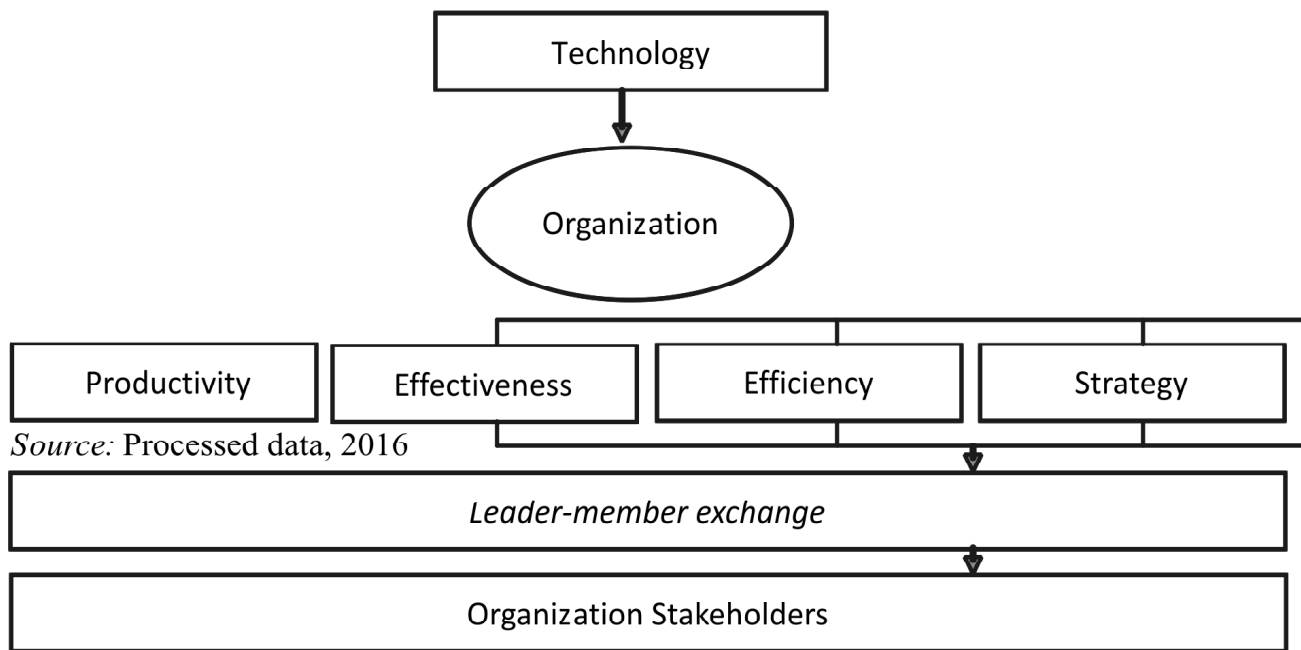 Technology
Organization
Productivity
Effectiveness
Efficiency
Strategy
Source: Processed data, 2016
Leader-member exchange
Organization Stakeholders